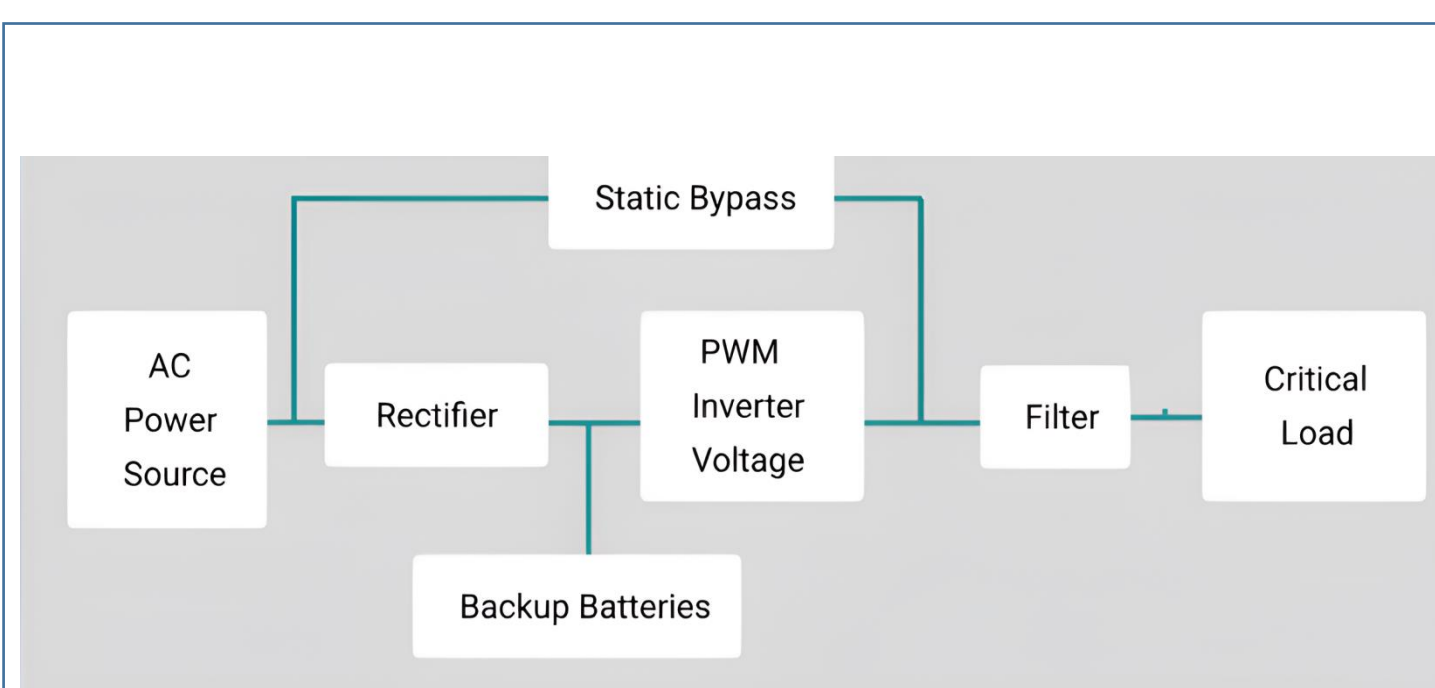 Static Bypass
AC
Power
Source
Rectifier
PWM
Inverter
Voltage
Filter
Critical
Load
Backup Batteries